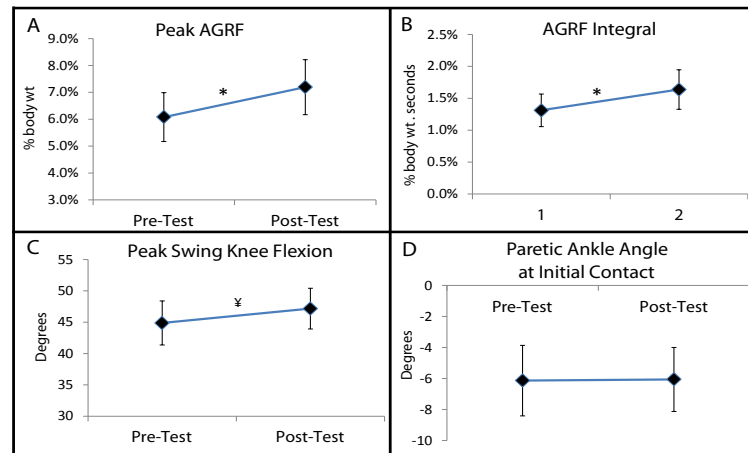 A
Peak AGRF
9.0%
8.0%
7.0%
6.0%
5.0%
4.0%
3.0%
% body wt
*
Pre-Test Post-Test
B
AGRF Integral
2.5%
2.0%
1.5%
1.0%
0.5%
0.0%
% body wt. seconds
*
1 2
C
Peak Swing Knee Flexion
55
50
45
40
35
30
Degrees
¥
Pre-Test Post-Test
D
Paretic Ankle Angle
at Initial Contact
0
-2
-4
-6
-8
-10
Degrees
Pre-Test Post-Test